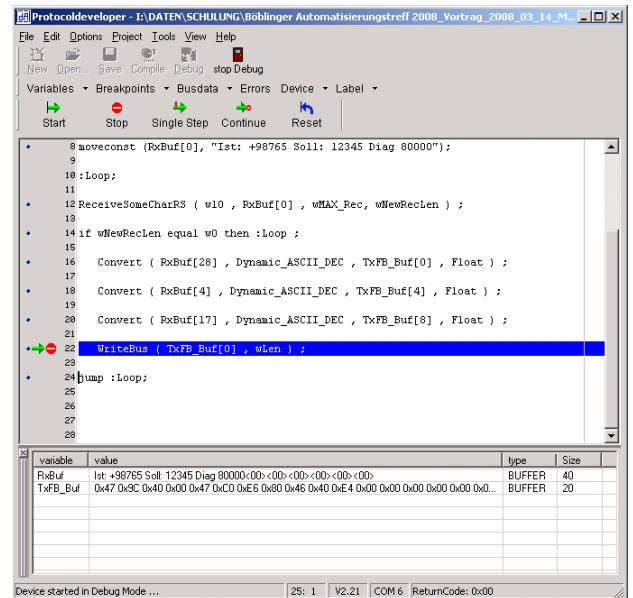 Protocoldeveloper - I:\DATEN\SCHULUNG\Böblinger Automatisierungstreff 2008_Vortrag_2008_03_14_M...
File Edit Options Project Tools View Help
New Open... Save Compile Debug stop Debug
Variables Breakpoints Busdata Errors Device Label
Start Stop Single Step Continue Reset
8 moveconst (RxBuf[0], "Ist: +98765 Soll: 12345 Diag 80000");
9
10 :Loop;
11
12 ReceiveSomeCharRS ( w10 , RxBuf[0] , wMAX_Rec, wNewRecLen ) ;
13
14 if wNewRecLen equal w0 then :Loop ;
15
16 Convert ( RxBuf[28] , Dynamic_ASCII_DEC , TxFB_Buf[0] , Float ) ;
17
18 Convert ( RxBuf[4] , Dynamic_ASCII_DEC , TxFB_Buf[4] , Float ) ;
19
20 Convert ( RxBuf[17] , Dynamic_ASCII_DEC , TxFB_Buf[8] , Float ) ;
21
22 WriteBus ( TxFB_Buf[0] , wLen ) ;
23
24 jump :Loop;
25
26
27
28
variable value type Size
RxBuf Ist: +98765 Soll: 12345 Diag 80000<00><00><00><00><00><00> BUFFER 40
TxFB_Buf 0x47 0x9C 0x40 0x00 0x47 0xC0 0xE6 0x80 0x46 0x40 0xE4 0x00 0x00 0x00 0x00 0x00 0x0... BUFFER 20
Device started in Debug Mode ... 25: 1 V2.21 COM 6 ReturnCode: 0x00